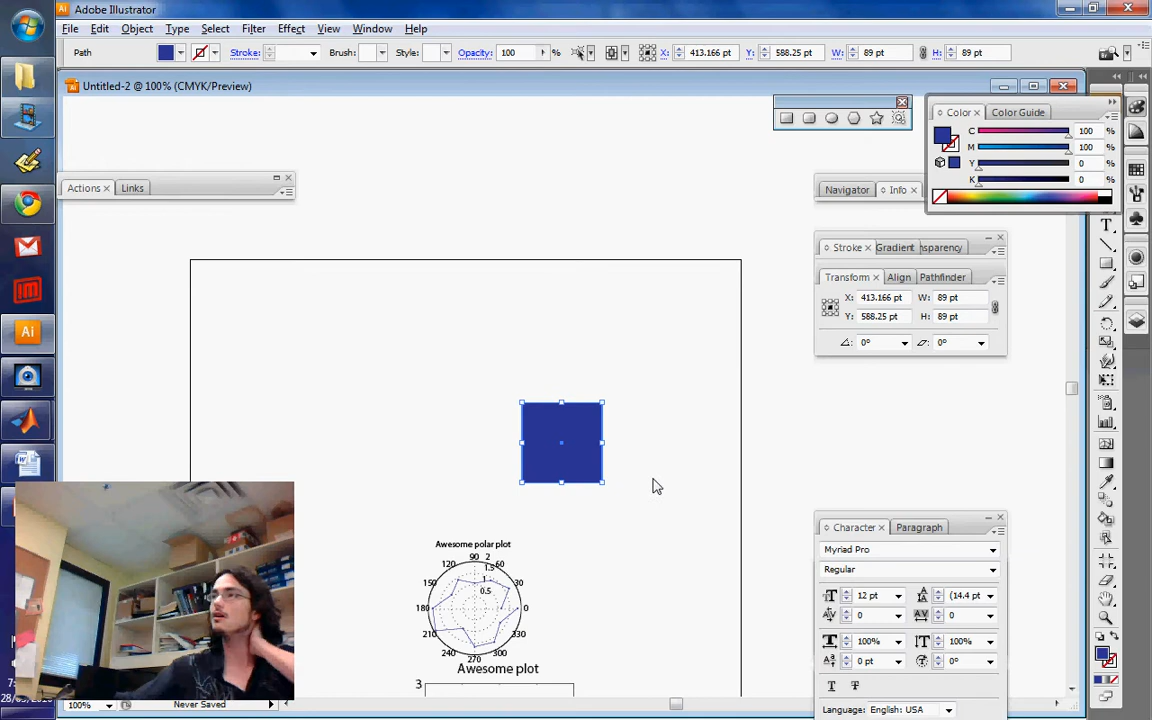 Adobe Illustrator
File Edit Object Type Select Filter Effect View Window Help
Path Stroke: Brush: Style: Opacity: 100 % X: 413.166 pt Y: 588.25 pt W: 89 pt H: 89 pt
Untitled-2 @ 100% (CMYK/Preview)
Color Color Guide
C 100 %
M 100 %
Y 0 %
K 0 %
Actions Links
Navigator Info
Stroke Gradient nsparency
Transform Align Pathfinder
X: 413.166 pt W: 89 pt
Y: 588.25 pt H: 89 pt
0° 0°
Character Paragraph
Myriad Pro
Regular
12 pt (14.4 pt
0 0
100% 100%
0 pt 0°
Language: English: USA
Awesome polar plot
90 2
120 60
1.5
150 1 30
0.5
180 0
210 330
240 300
270
Awesome plot
3
100% Never Saved